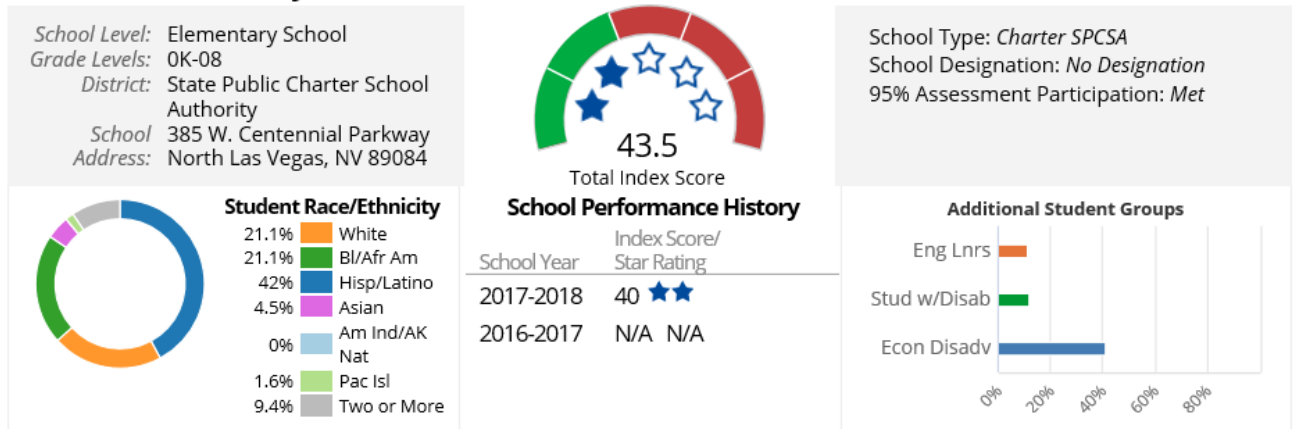 School Level: Elementary School
Grade Levels: 0K-08
District: State Public Charter School
Authority
School 385 W. Centennial Parkway
Address: North Las Vegas, NV 89084
43.5
Total Index Score
School Type: Charter SPCSA
School Designation: No Designation
95% Assessment Participation: Met
Student Race/Ethnicity
21.1% White
21.1% Bl/Afr Am
42% Hisp/Latino
4.5% Asian
0% Am Ind/AK
Nat
1.6% Pac Isl
9.4% Two or More
School Performance History
Index Score/
School Year Star Rating
2017-2018 40
2016-2017 N/A N/A
Additional Student Groups
Eng Lnrs
Stud w/Disab
Econ Disadv
0% 20% 40% 60% 80%